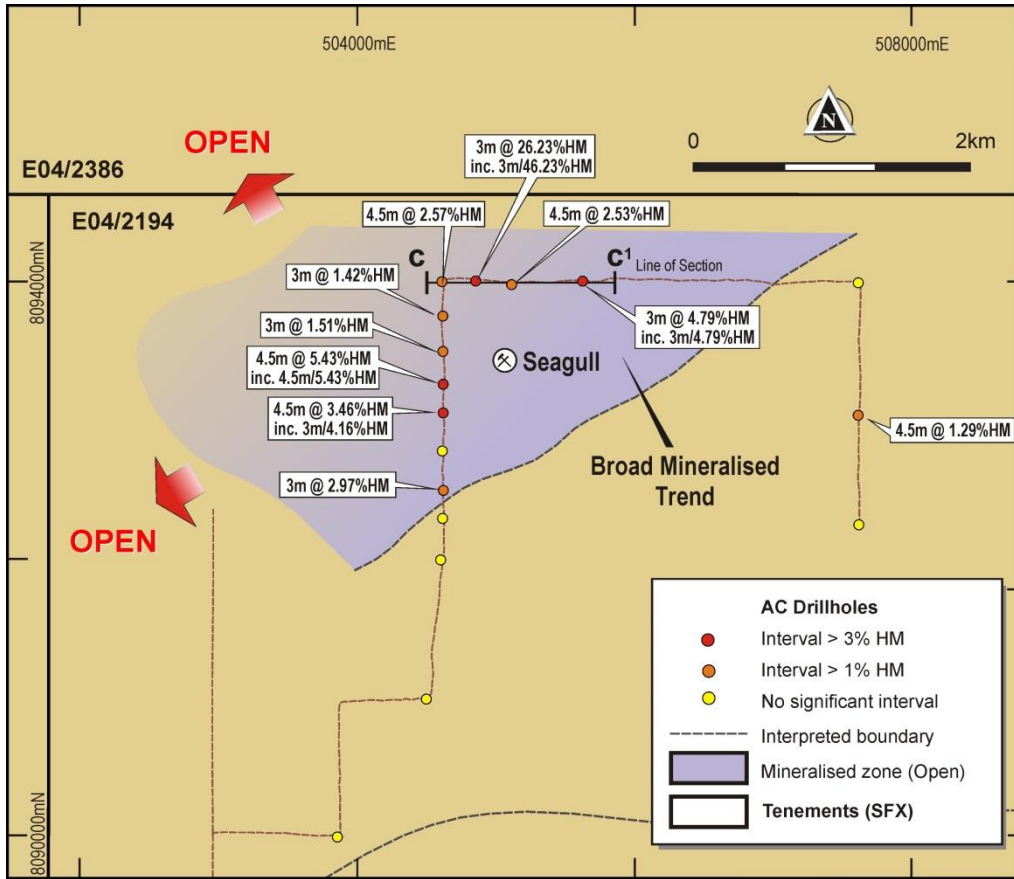 504000mE
508000mE
OPEN
N
0
2km
E04/2386
3m @ 26.23%HM
inc. 3m/46.23%HM
E04/2194
4.5m @ 2.57%HM
4.5m @ 2.53%HM
C
C1
Line of Section
8094000mN
3m @ 1.42%HM
3m @ 4.79%HM
inc. 3m/4.79%HM
3m @ 1.51%HM
4.5m @ 5.43%HM
inc. 4.5m/5.43%HM
Seagull
4.5m @ 3.46%HM
inc. 3m/4.16%HM
4.5m @ 1.29%HM
Broad Mineralised
Trend
3m @ 2.97%HM
OPEN
AC Drillholes
Interval > 3% HM
Interval > 1% HM
No significant interval
Interpreted boundary
Mineralised zone (Open)
Tenements (SFX)
8090000mN